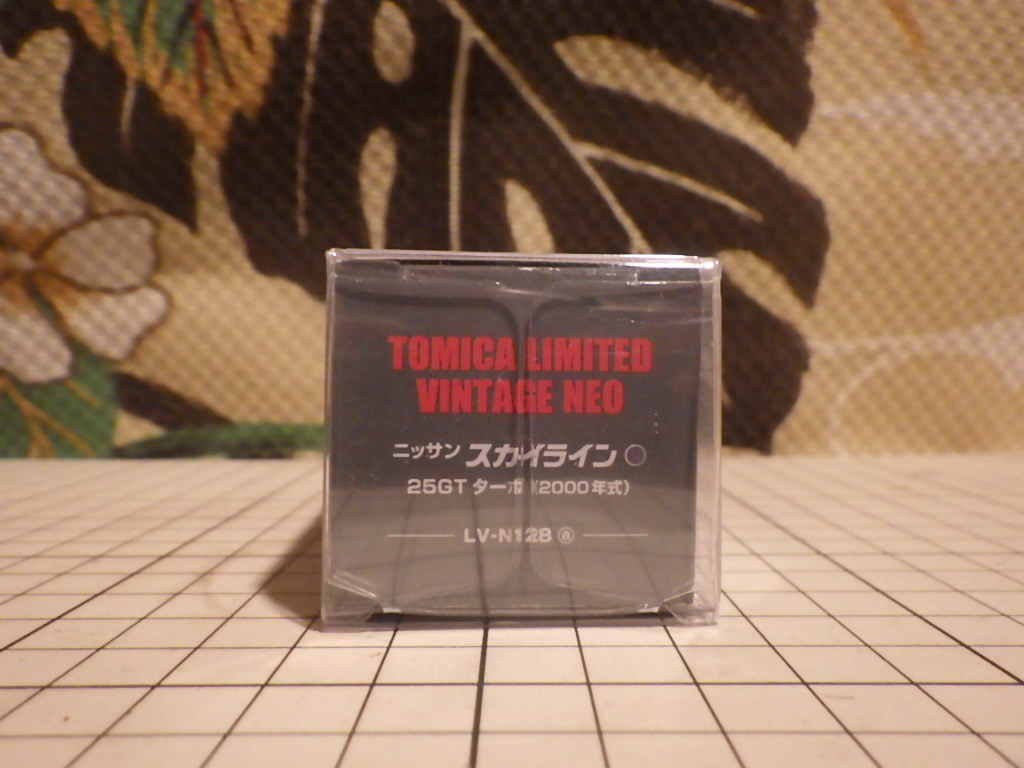 TOMICA LIMITED
VINTAGE NEO
ニッサン スカイライン
25GT ターボ (2000年式)
LV-N128 ⓐ